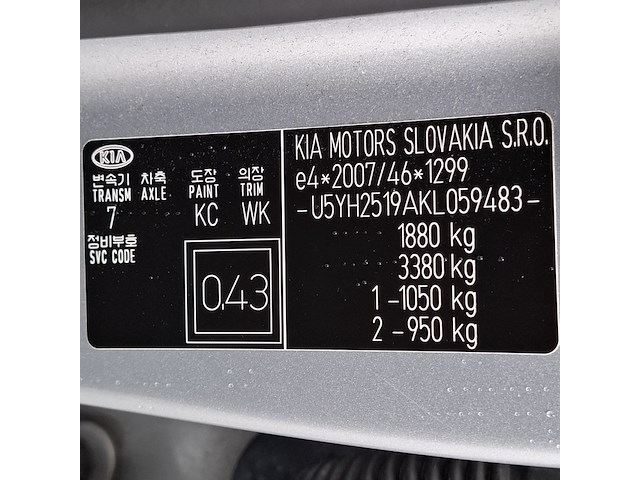 KIA
변속기 차축 도장 의장
TRANSM AXLE PAINT TRIM
7 KC WK
정비부호
SVC CODE
0.43
KIA MOTORS SLOVAKIA S.R.O.
e4*2007/46*1299
-U5YH2519AKL059483-
1880 kg
3380 kg
1-1050 kg
2-950 kg